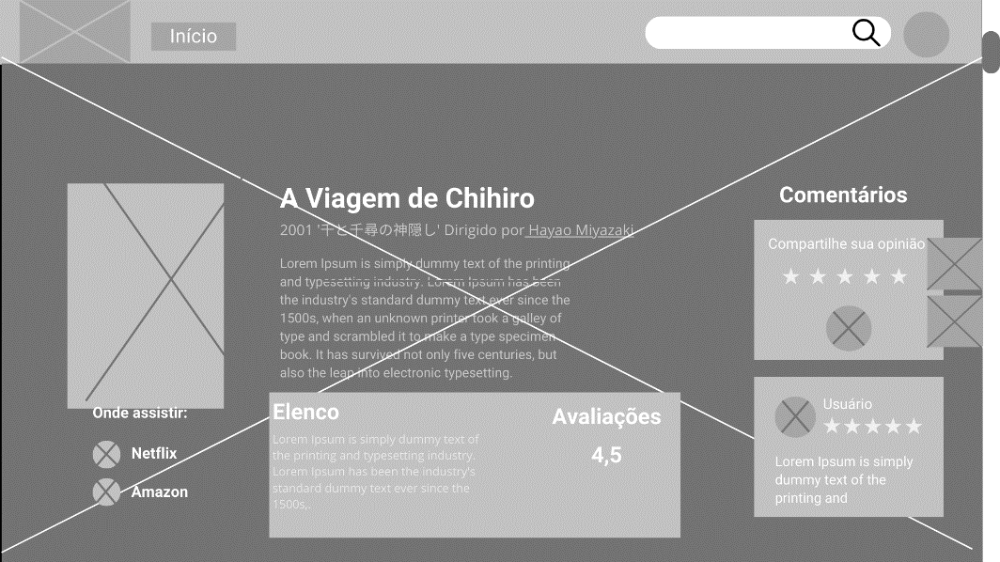 Início
A Viagem de Chihiro
2001 '千と千尋の神隠し' Dirigido por Hayao Miyazaki
Lorem Ipsum is simply dummy text of the printing
and typesetting industry. Lorem Ipsum has been
the industry's standard dummy text ever since the
1500s, when an unknown printer took a galley of
type and scrambled it to make a type specimen
book. It has survived not only five centuries, but
also the leap into electronic typesetting.
Onde assistir:
Netflix
Amazon
Elenco
Lorem Ipsum is simply dummy text of
the printing and typesetting industry.
Lorem Ipsum has been the industry's
standard dummy text ever since the
1500s,.
Avaliações
4,5
Comentários
Compartilhe sua opinião
Usuário
Lorem Ipsum is simply
dummy text of the
printing and